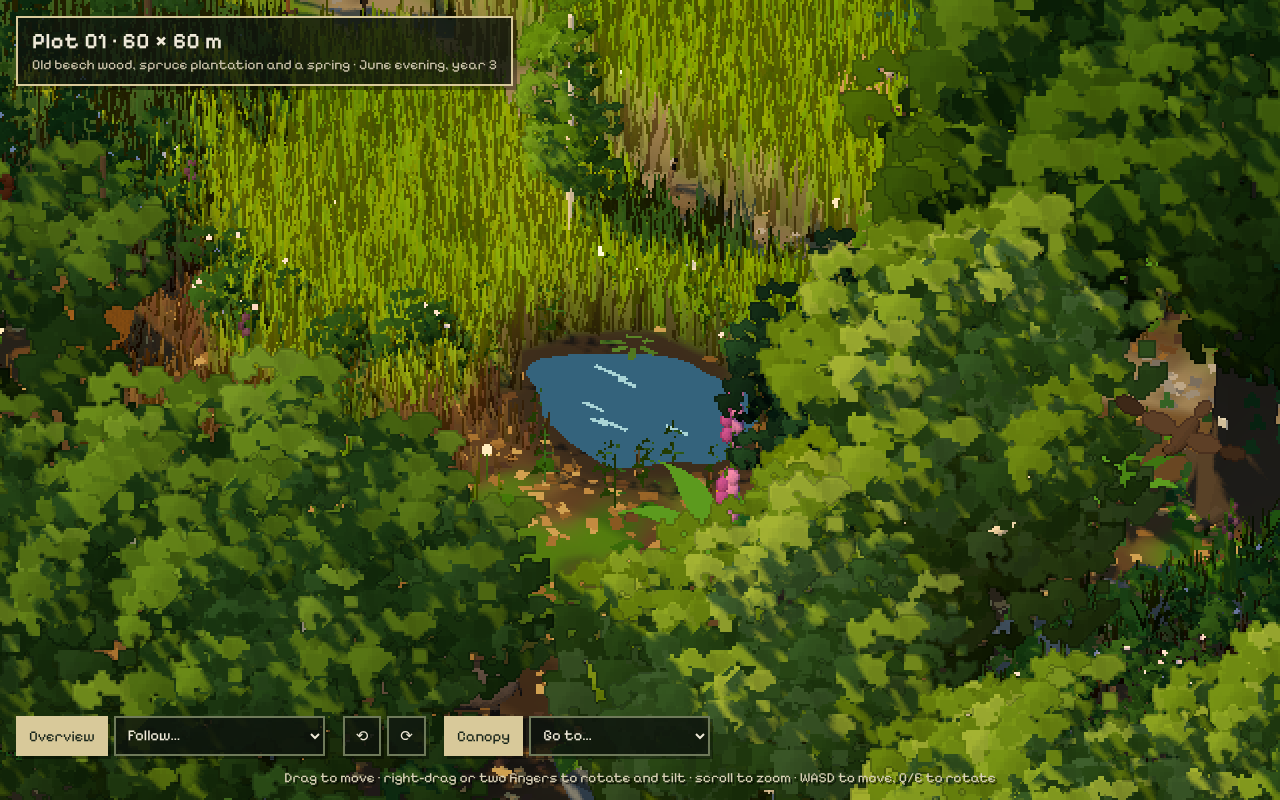 Plot 01 · 60 × 60 m
Old beech wood, spruce plantation and a spring · June evening, year 3
Overview
Follow...
⟲
⟳
Canopy
Go to...
Drag to move · right-drag or two fingers to rotate and tilt · scroll to zoom · WASD to move, Q/E to rotate